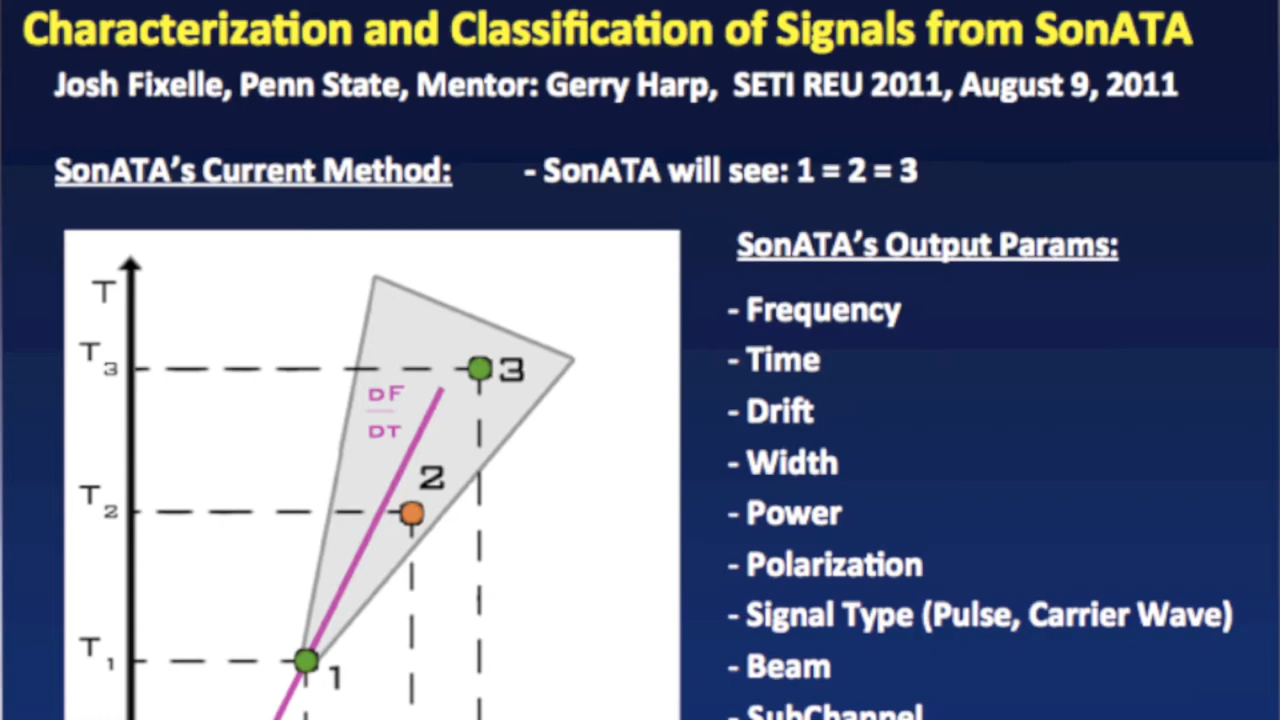 Characterization and Classification of Signals from SonATA
Josh Fixelle, Penn State, Mentor: Gerry Harp, SETI REU 2011, August 9, 2011
SonATA's Current Method: - SonATA will see: 1 = 2 = 3
SonATA's Output Params:
- Frequency
- Time
- Drift
- Width
- Power
- Polarization
- Signal Type (Pulse, Carrier Wave)
- Beam
- SubChannel
T
T3
3
DF
DT
2
T2
T1
1